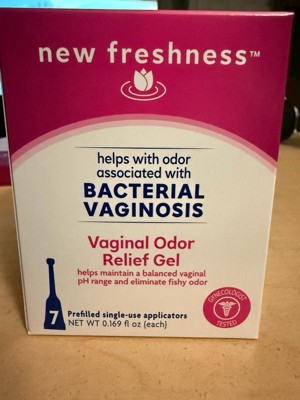 new freshness™
helps with odor
associated with
BACTERIAL
VAGINOSIS
Vaginal Odor
Relief Gel
helps maintain a balanced vaginal
pH range and eliminate fishy odor
7
Prefilled single-use applicators
NET WT 0.169 fl oz (each)
GYNECOLOGIST
TESTED